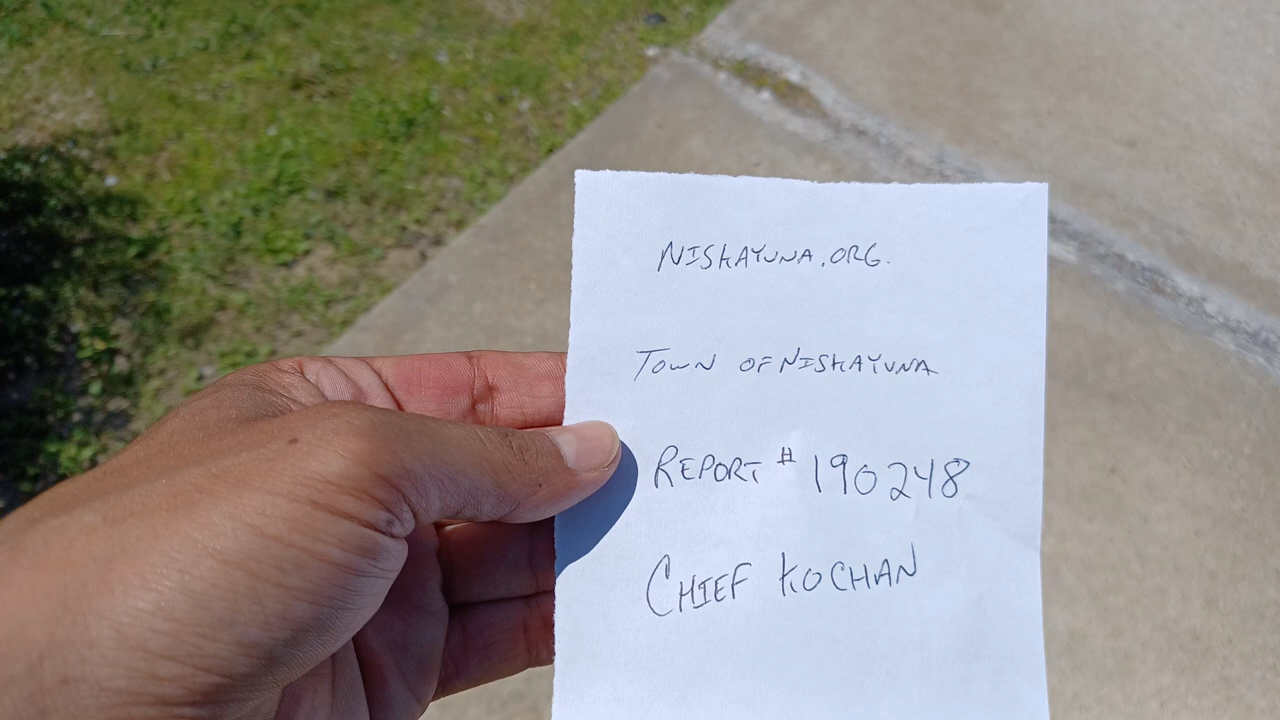 NISKAYUNA.ORG.
TOWN OF NISKAYUNA
REPORT # 190248
CHIEF KOCHAN